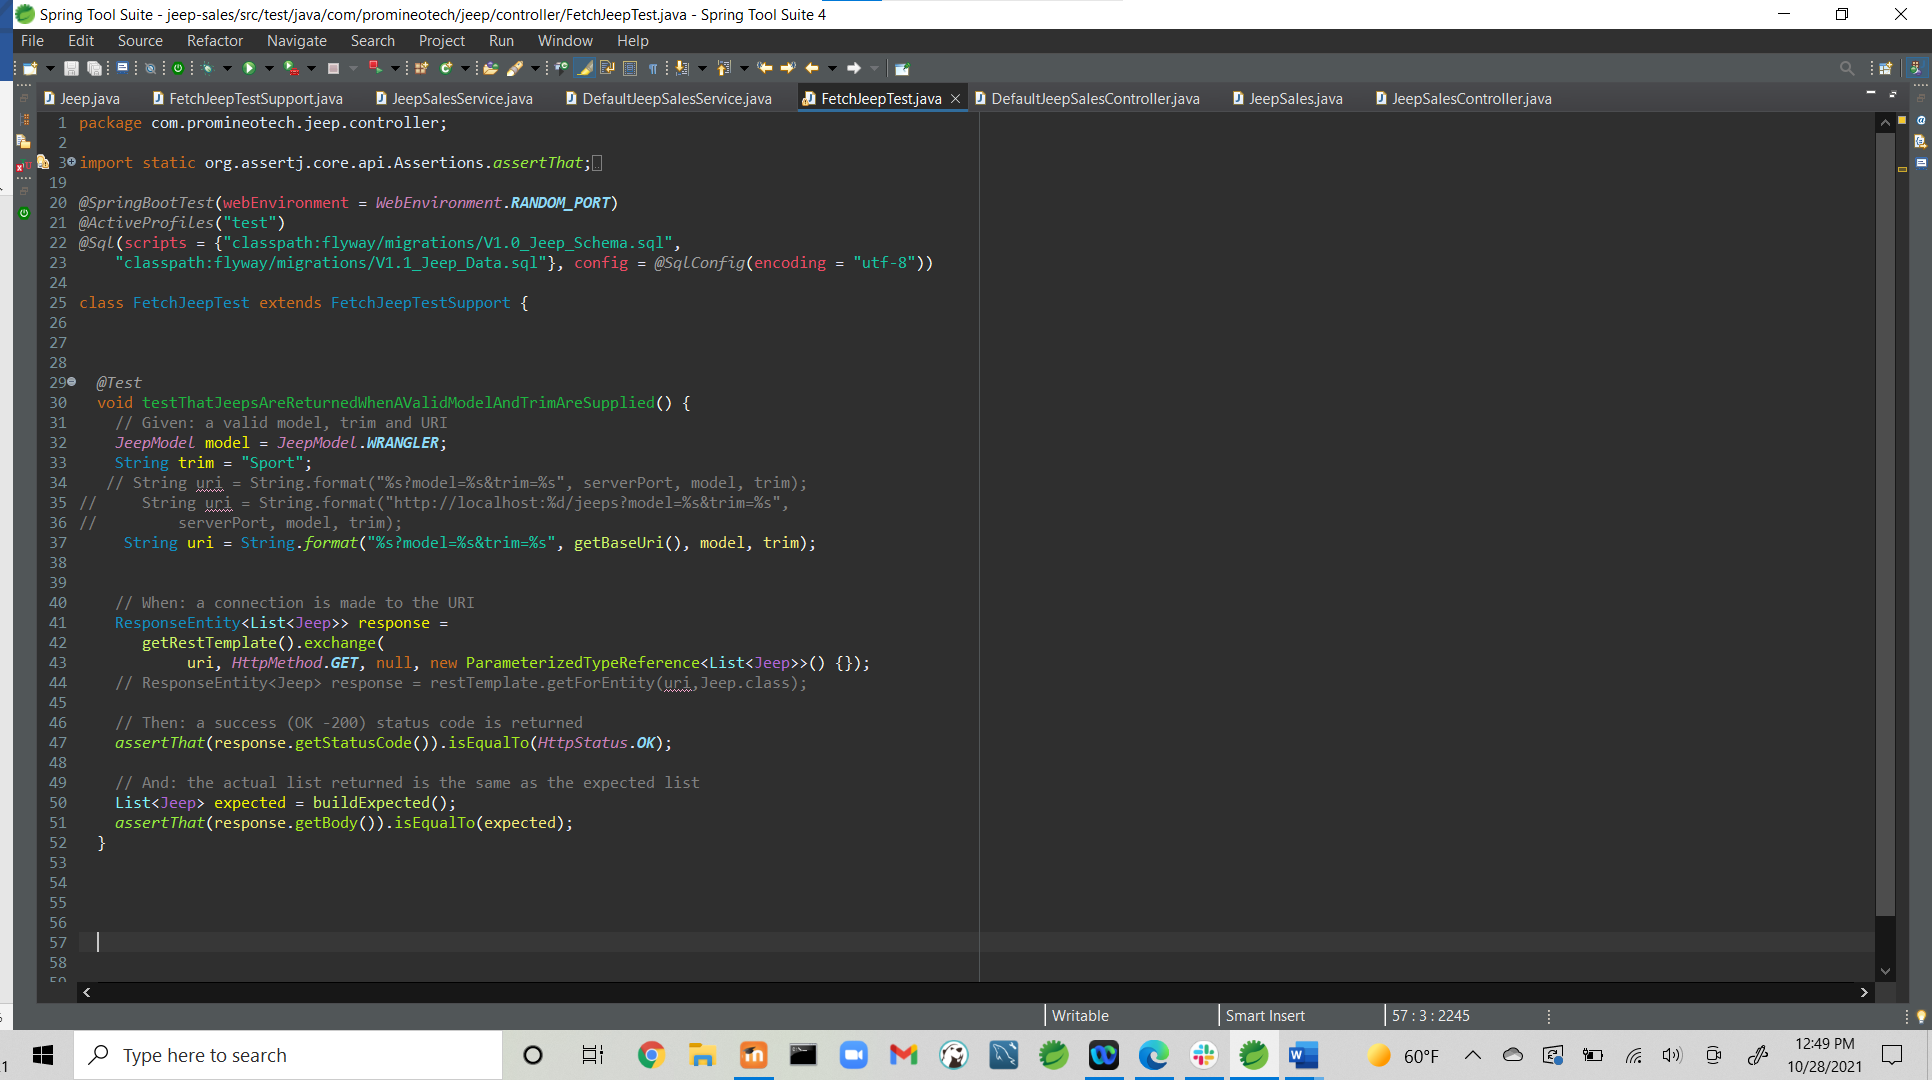 Spring Tool Suite - jeep-sales/src/test/java/com/promineotech/jeep/controller/FetchJeepTest.java - Spring Tool Suite 4
File Edit Source Refactor Navigate Search Project Run Window Help
Jeep.java FetchJeepTestSupport.java JeepSalesService.java DefaultJeepSalesService.java FetchJeepTest.java DefaultJeepSalesController.java JeepSales.java JeepSalesController.java
1 package com.promineotech.jeep.controller;
2
3 import static org.assertj.core.api.Assertions.assertThat;
19
20 @SpringBootTest(webEnvironment = WebEnvironment.RANDOM_PORT)
21 @ActiveProfiles("test")
22 @Sql(scripts = {"classpath:flyway/migrations/V1.0_Jeep_Schema.sql",
23 "classpath:flyway/migrations/V1.1_Jeep_Data.sql"}, config = @SqlConfig(encoding = "utf-8"))
24
25 class FetchJeepTest extends FetchJeepTestSupport {
26
27
28
29 @Test
30 void testThatJeepsAreReturnedWhenAValidModelAndTrimAreSupplied() {
31 // Given: a valid model, trim and URI
32 JeepModel model = JeepModel.WRANGLER;
33 String trim = "Sport";
34 // String uri = String.format("%s?model=%s&trim=%s", serverPort, model, trim);
35 // String uri = String.format("http://localhost:%d/jeeps?model=%s&trim=%s",
36 // serverPort, model, trim);
37 String uri = String.format("%s?model=%s&trim=%s", getBaseUri(), model, trim);
38
39
40 // When: a connection is made to the URI
41 ResponseEntity<List<Jeep>> response =
42 getRestTemplate().exchange(
43 uri, HttpMethod.GET, null, new ParameterizedTypeReference<List<Jeep>>() {});
44 // ResponseEntity<Jeep> response = restTemplate.getForEntity(uri,Jeep.class);
45
46 // Then: a success (OK -200) status code is returned
47 assertThat(response.getStatusCode()).isEqualTo(HttpStatus.OK);
48
49 // And: the actual list returned is the same as the expected list
50 List<Jeep> expected = buildExpected();
51 assertThat(response.getBody()).isEqualTo(expected);
52 }
53
54
55
56
57
58
59
Writable Smart Insert 57 : 3 : 2245
Type here to search
60°F
12:49 PM
10/28/2021